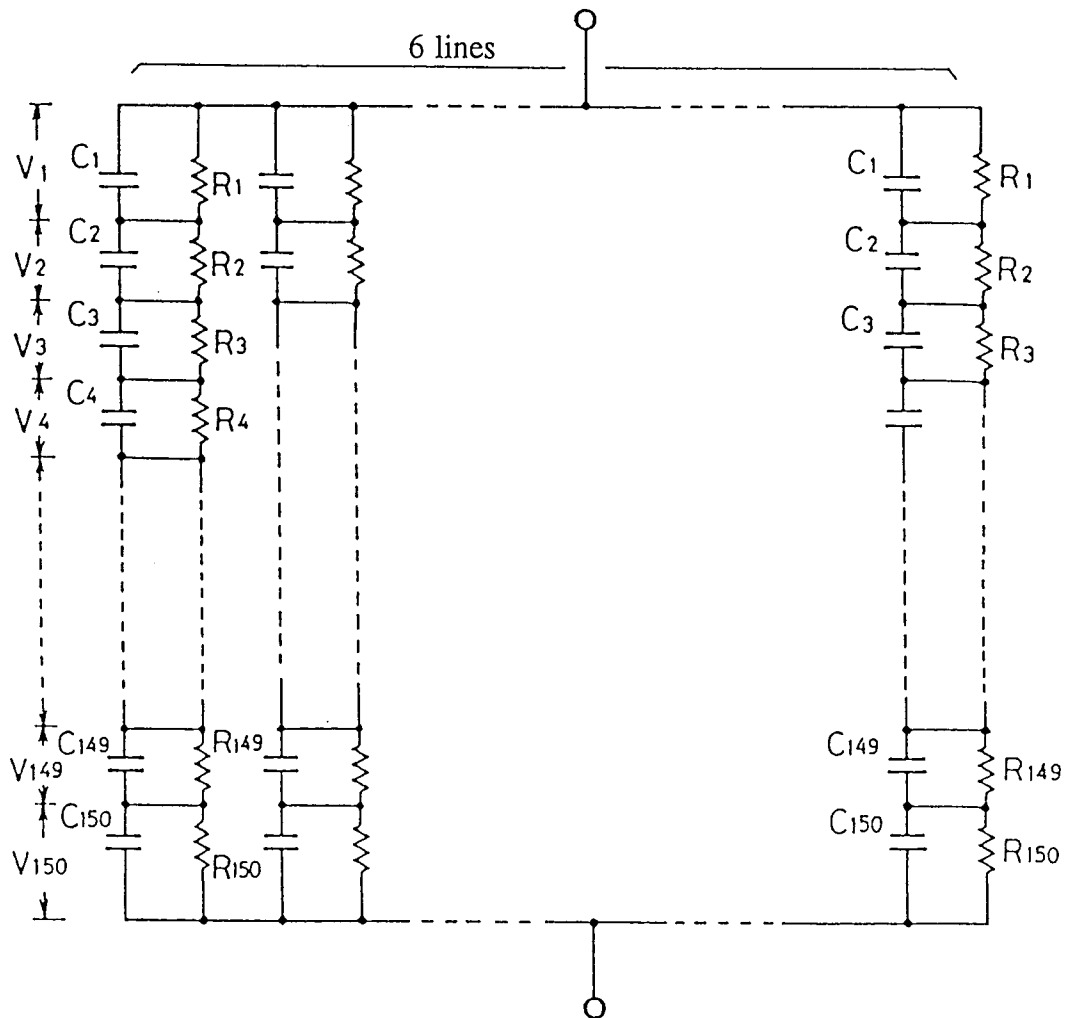 6 lines
V1 C1 R1 C1 R1
V2 C2 R2 C2 R2
V3 C3 R3 C3 R3
V4 C4 R4
V149 C149 R149 C149 R149
V150 C150 R150 C150 R150